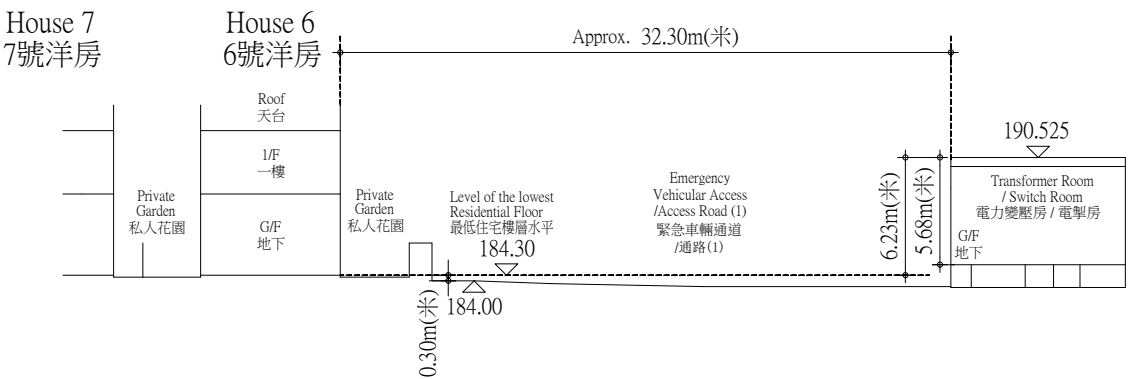 House 7
7號洋房
House 6
6號洋房
Approx. 32.30m(米)
Roof
天台
1/F
一樓
G/F
地下
Private
Garden
私人花園
Private
Garden
私人花園
Level of the lowest
Residential Floor
最低住宅樓層水平
184.30
184.00
0.30m(米)
Emergency
Vehicular Access
/Access Road (1)
緊急車輛通道
/通路(1)
6.23m(米)
5.68m(米)
190.525
Transformer Room
/ Switch Room
電力變壓房 / 電掣房
G/F
地下